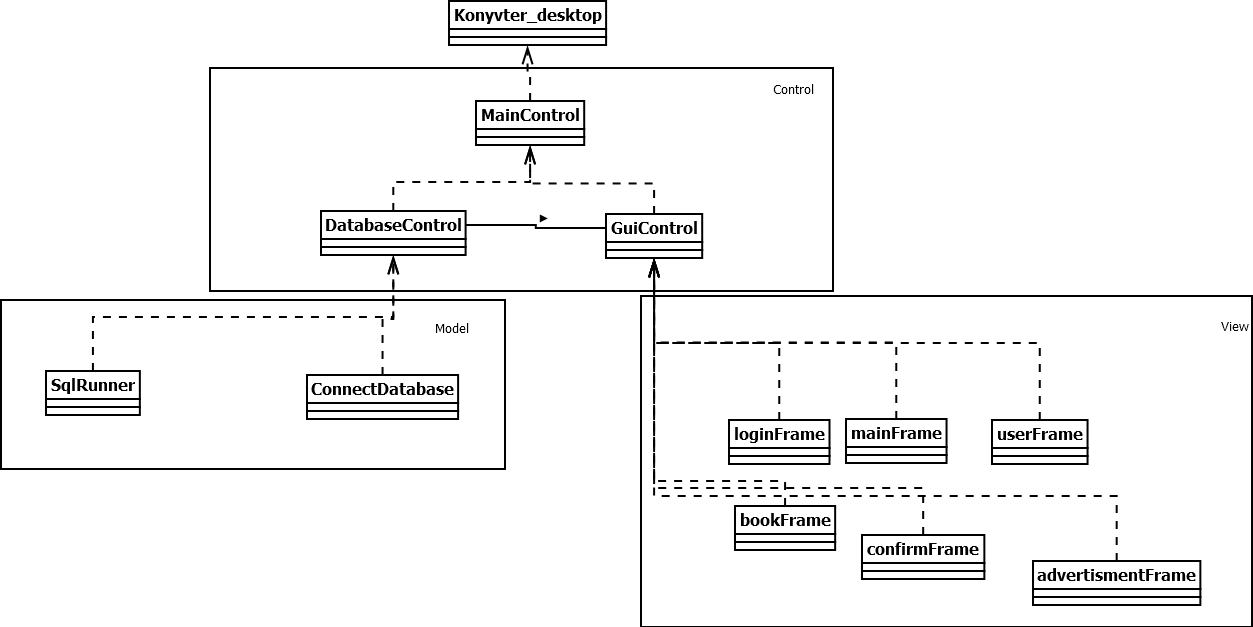 Konyvter_desktop
Control
MainControl
DatabaseControl
GuiControl
Model
View
SqlRunner
ConnectDatabase
loginFrame
mainFrame
userFrame
bookFrame
confirmFrame
advertismentFrame